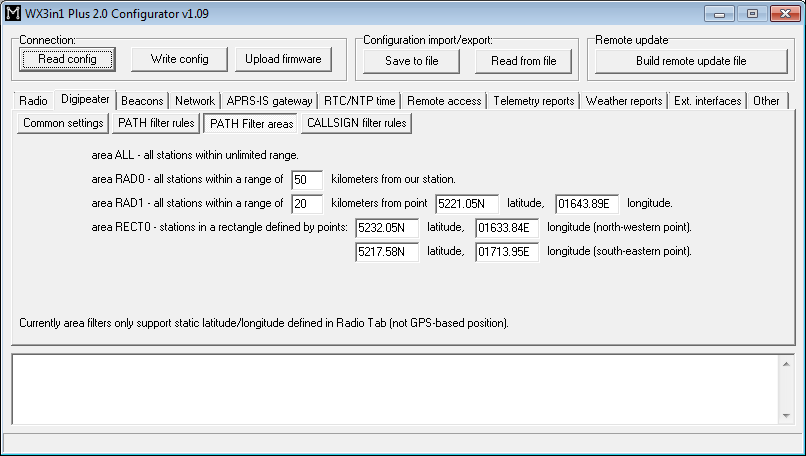 WX3in1 Plus 2.0 Configurator v1.09
Connection: Configuration import/export: Remote update
Read config Write config Upload firmware Save to file Read from file Build remote update file
Radio Digipeater Beacons Network APRS-IS gateway RTC/NTP time Remote access Telemetry reports Weather reports Ext. interfaces Other
Common settings PATH filter rules PATH Filter areas CALLSIGN filter rules
area ALL - all stations within unlimited range.
area RAD0 - all stations within a range of 50 kilometers from our station.
area RAD1 - all stations within a range of 20 kilometers from point 5221.05N latitude, 01643.89E longitude.
area RECT0 - stations in a rectangle defined by points: 5232.05N latitude, 01633.84E longitude (north-western point).
5217.58N latitude, 01713.95E longitude (south-eastern point).
Currently area filters only support static latitude/longitude defined in Radio Tab (not GPS-based position).